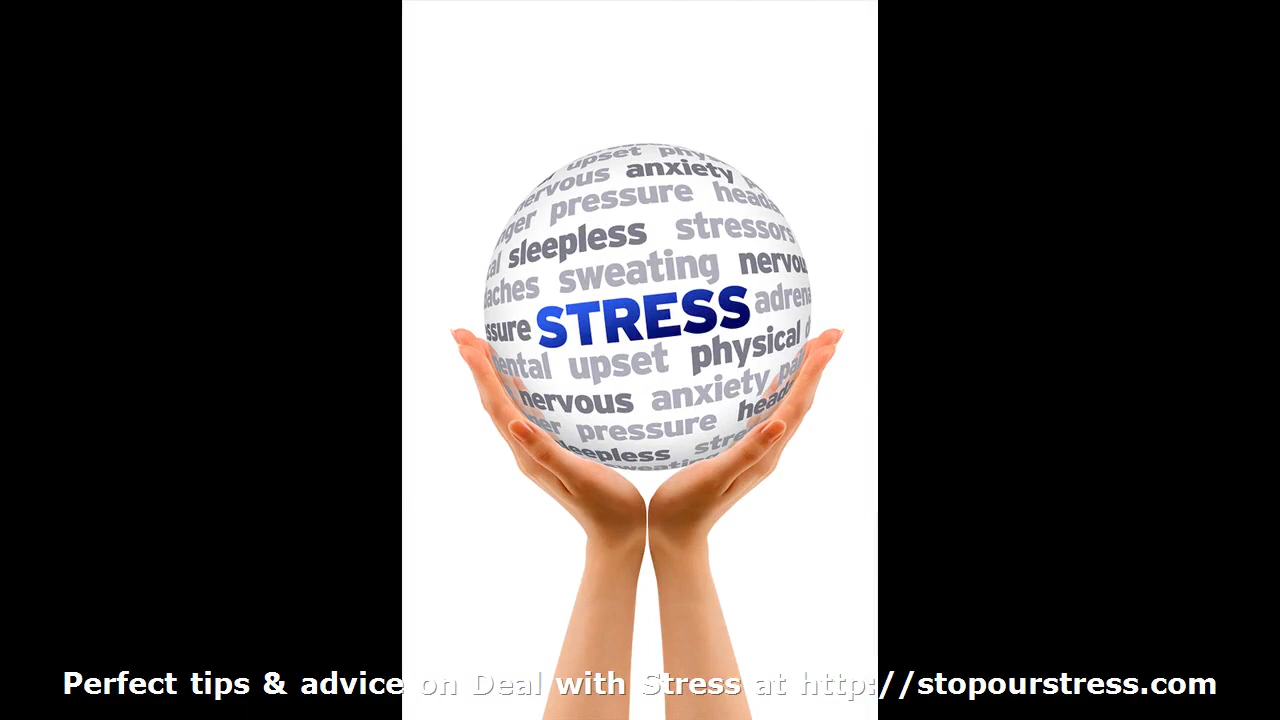 upset
nervous anxiety
pressure
sleepless stressors
sweating nervous
STRESS
upset physical
nervous anxiety
pressure
sleepless
sweating
Perfect tips & advice on Deal with Stress at http://stopourstress.com